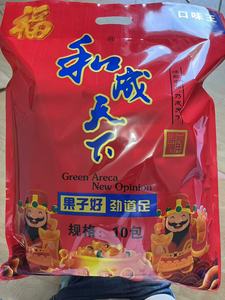 福
口味王
和成天下
Green Areca
New Opinion
果子好 劲道足
规格：10包